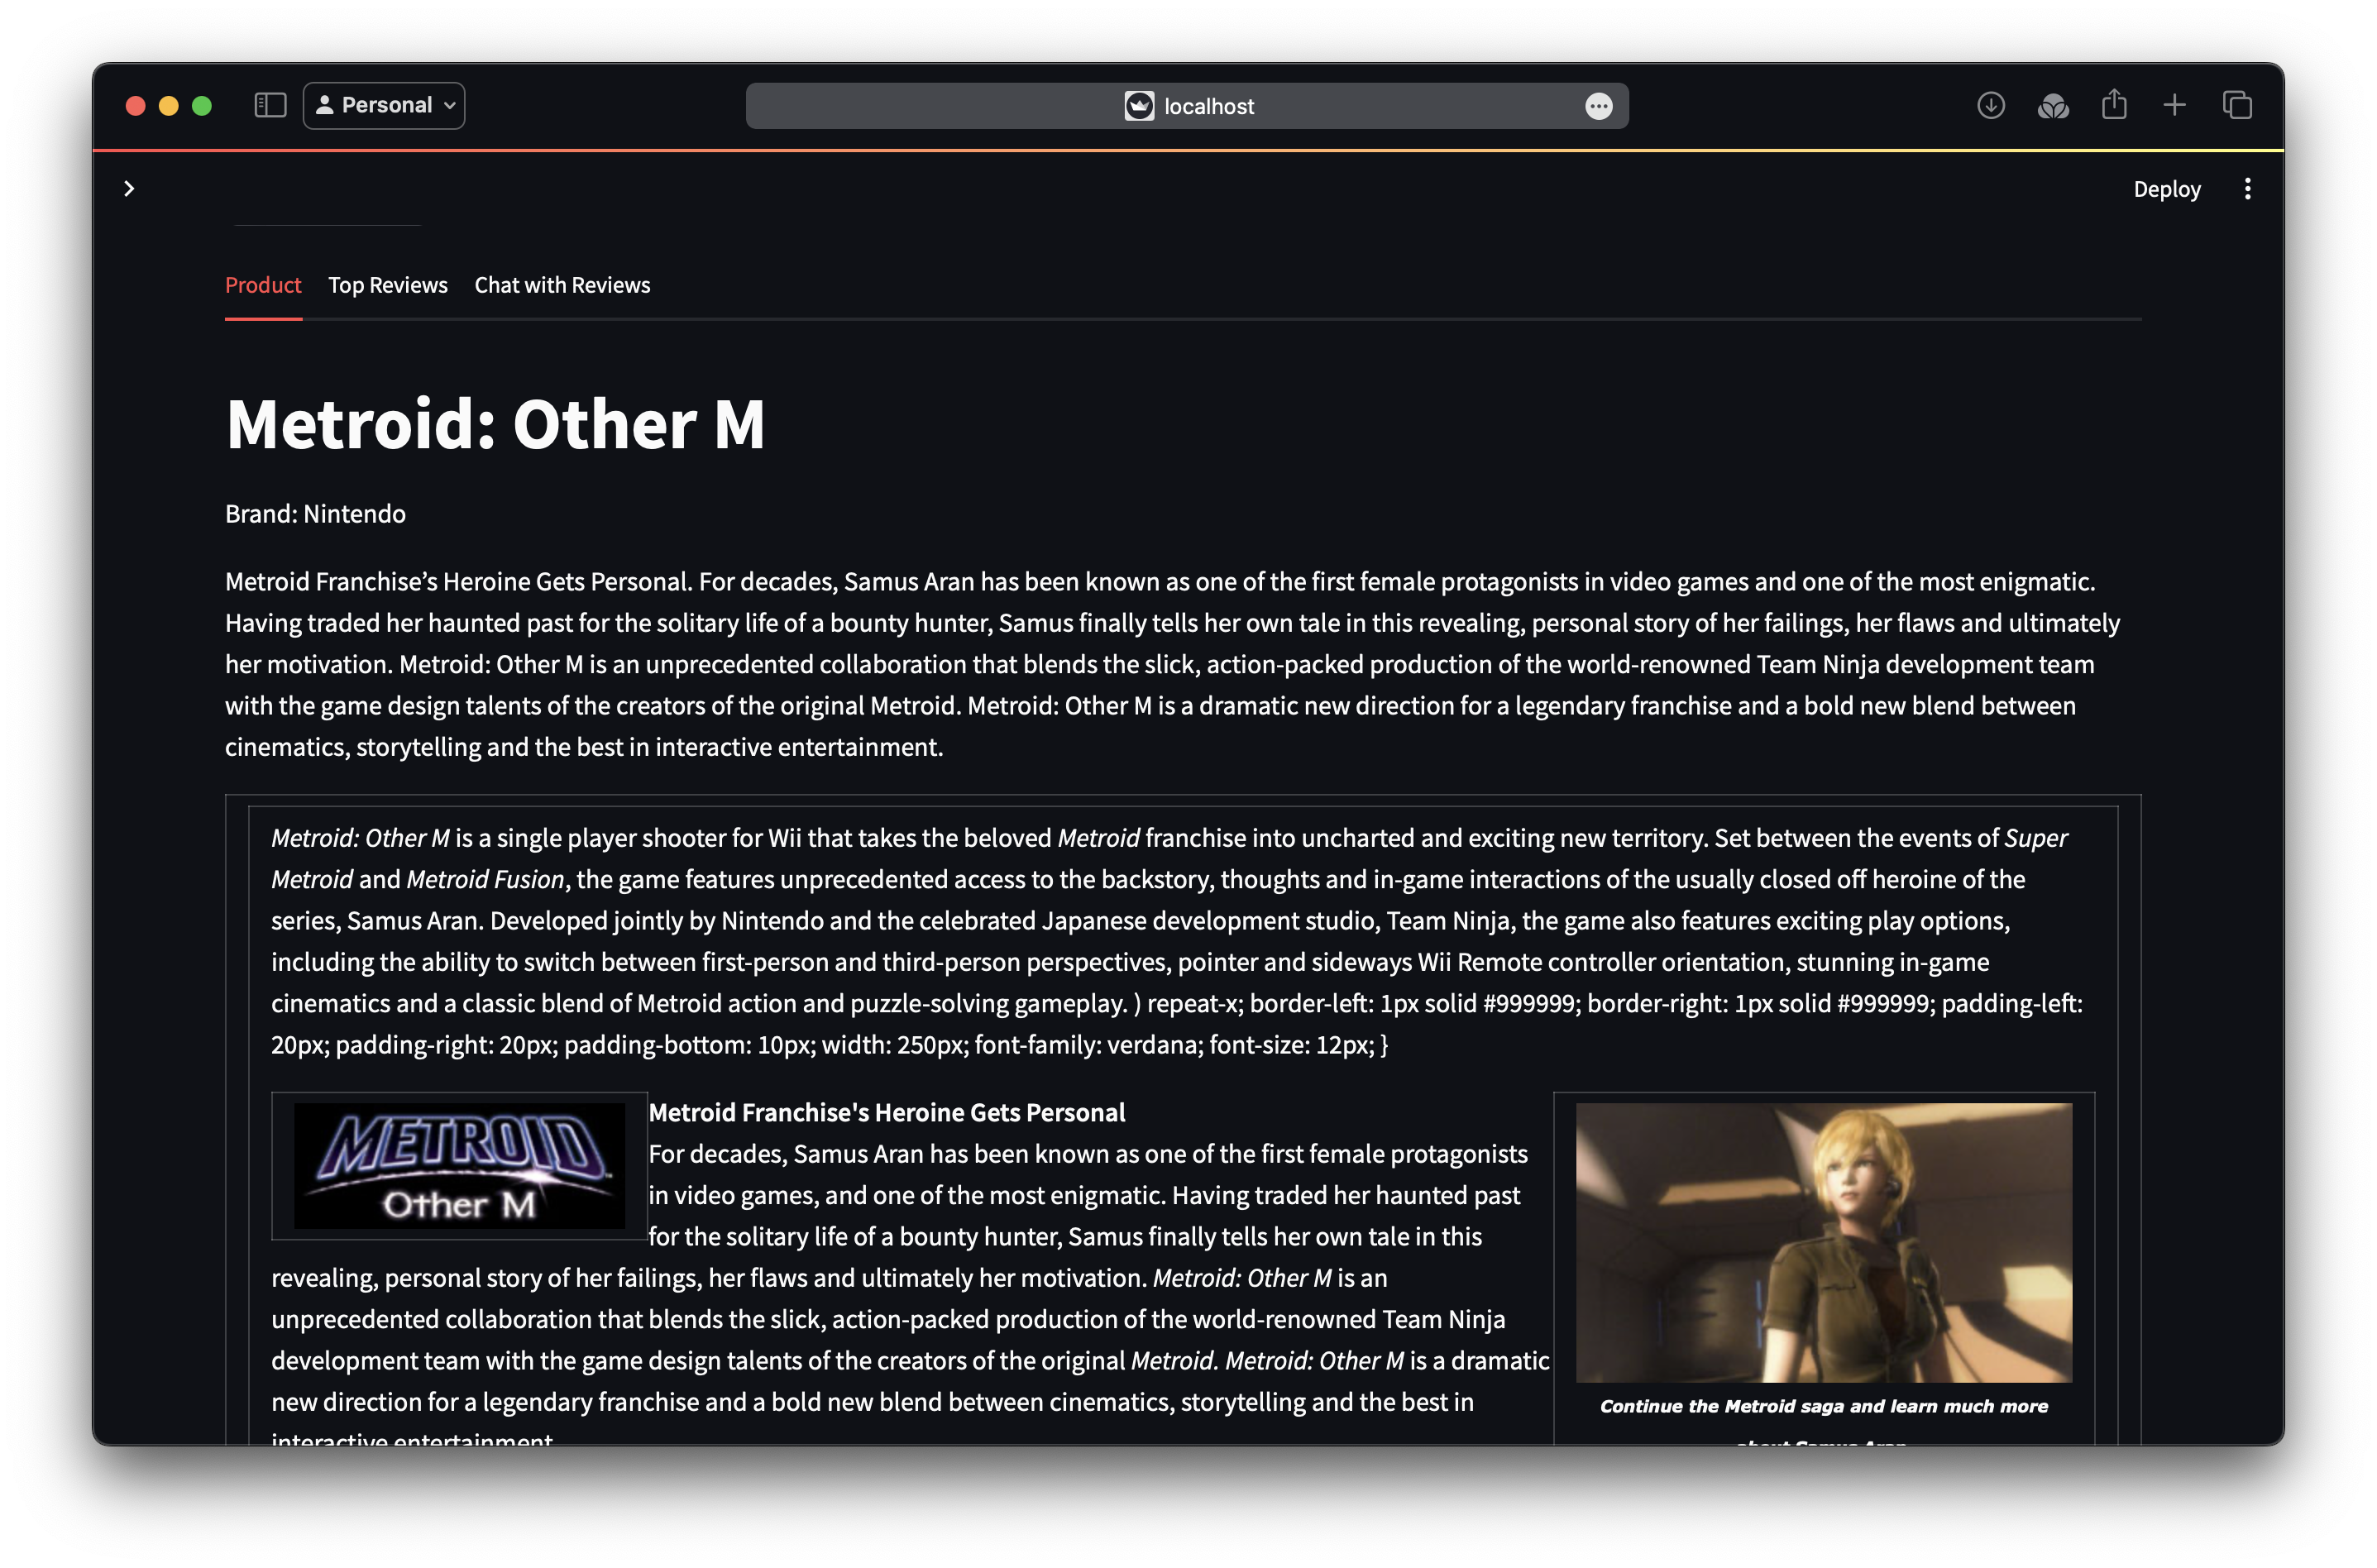 Personal
localhost
Deploy
Product Top Reviews Chat with Reviews
Metroid: Other M
Brand: Nintendo
Metroid Franchise’s Heroine Gets Personal. For decades, Samus Aran has been known as one of the first female protagonists in video games and one of the most enigmatic.
Having traded her haunted past for the solitary life of a bounty hunter, Samus finally tells her own tale in this revealing, personal story of her failings, her flaws and ultimately
her motivation. Metroid: Other M is an unprecedented collaboration that blends the slick, action-packed production of the world-renowned Team Ninja development team
with the game design talents of the creators of the original Metroid. Metroid: Other M is a dramatic new direction for a legendary franchise and a bold new blend between
cinematics, storytelling and the best in interactive entertainment.
Metroid: Other M is a single player shooter for Wii that takes the beloved Metroid franchise into uncharted and exciting new territory. Set between the events of Super
Metroid and Metroid Fusion, the game features unprecedented access to the backstory, thoughts and in-game interactions of the usually closed off heroine of the
series, Samus Aran. Developed jointly by Nintendo and the celebrated Japanese development studio, Team Ninja, the game also features exciting play options,
including the ability to switch between first-person and third-person perspectives, pointer and sideways Wii Remote controller orientation, stunning in-game
cinematics and a classic blend of Metroid action and puzzle-solving gameplay. ) repeat-x; border-left: 1px solid #999999; border-right: 1px solid #999999; padding-left:
20px; padding-right: 20px; padding-bottom: 10px; width: 250px; font-family: verdana; font-size: 12px; }
METROID
Other M
Metroid Franchise's Heroine Gets Personal
For decades, Samus Aran has been known as one of the first female protagonists
in video games, and one of the most enigmatic. Having traded her haunted past
for the solitary life of a bounty hunter, Samus finally tells her own tale in this
revealing, personal story of her failings, her flaws and ultimately her motivation. Metroid: Other M is an
unprecedented collaboration that blends the slick, action-packed production of the world-renowned Team Ninja
development team with the game design talents of the creators of the original Metroid. Metroid: Other M is a dramatic
new direction for a legendary franchise and a bold new blend between cinematics, storytelling and the best in
interactive entertainment
Continue the Metroid saga and learn much more
about Samus Aran